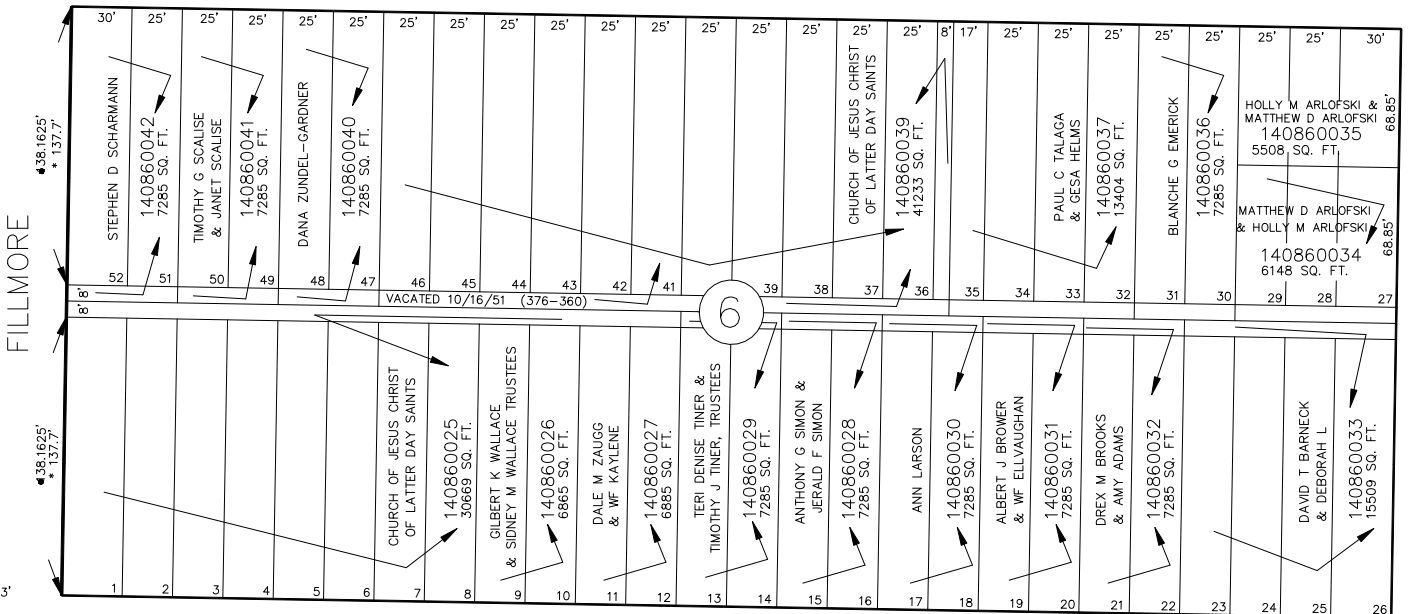 30' 25' 25' 25' 25' 25' 25' 25' 25' 25' 25' 25' 25' 25' 25' 25' 25' 8' 17' 25' 25' 25' 25' 25' 25' 25' 30'
138.1625'
* 137.7'
FILLMORE
STEPHEN D SCHARMANN
140860042
7285 SQ. FT.
TIMOTHY G SCALISE
& JANET SCALISE
140860041
7285 SQ. FT.
DANA ZUNDEL-GARDNER
140860040
7285 SQ. FT.
CHURCH OF JESUS CHRIST
OF LATTER DAY SAINTS
140860039
41233 SQ. FT.
PAUL C TALAGA
& GESA HELMS
140860037
13404 SQ. FT.
BLANCHE G EMERICK
140860036
7285 SQ. FT.
HOLLY M ARLOFSKI &
MATTHEW D ARLOFSKI
140860035
5508 SQ. FT.
68.85'
MATTHEW D ARLOFSKI
& HOLLY M ARLOFSKI
140860034
6148 SQ. FT.
68.85'
52 51 50 49 48 47 46 45 44 43 42 41 39 38 37 36 35 34 33 32 31 30 29 28 27
8'
8'
VACATED 10/16/51 (376-360)
6
138.1625'
* 137.7'
CHURCH OF JESUS CHRIST
OF LATTER DAY SAINTS
140860025
30669 SQ. FT.
GILBERT K WALLACE
& SIDNEY M WALLACE TRUSTEES
140860026
6865 SQ. FT.
DALE M ZAUGG
& WF KAYLENE
140860027
6885 SQ. FT.
TERI DENISE TINER &
TIMOTHY J TINER, TRUSTEES
140860029
7285 SQ. FT.
ANTHONY G SIMON &
JERALD F SIMON
140860028
7285 SQ. FT.
ANN LARSON
140860030
7285 SQ. FT.
ALBERT J BROWER
& WF ELLVAUGHAN
140860031
7285 SQ. FT.
DREX M BROOKS
& AMY ADAMS
140860032
7285 SQ. FT.
DAVID T BARNECK
& DEBORAH L
140860033
15509 SQ. FT.
3'
1 2 3 4 5 6 7 8 9 10 11 12 13 14 15 16 17 18 19 20 21 22 23 24 25 26